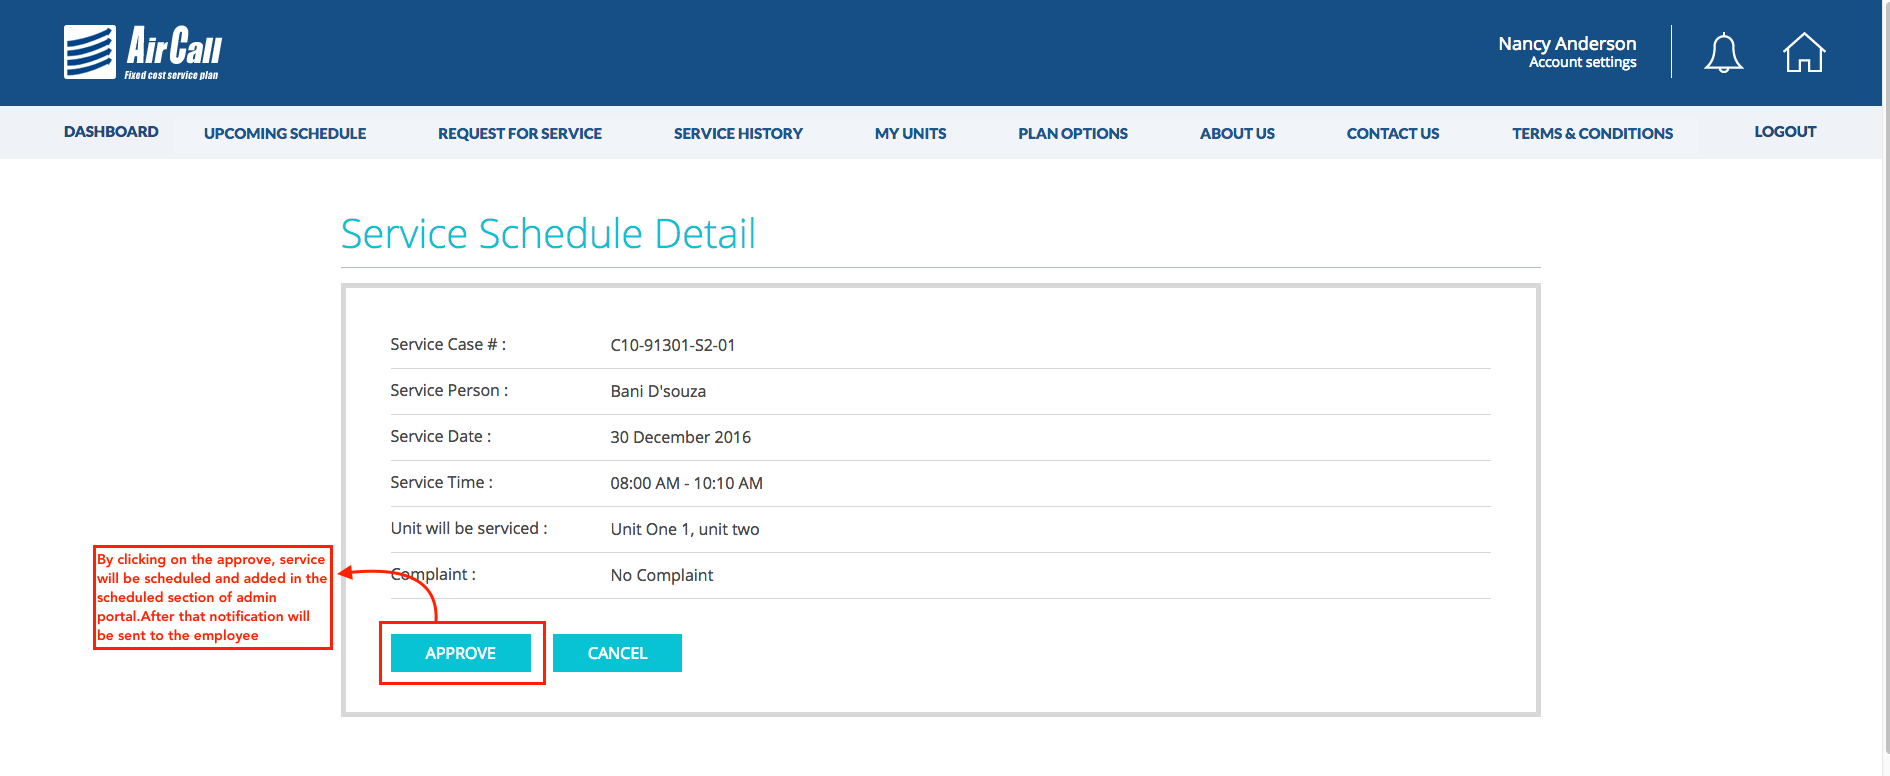 AirCall
Fixed cost service plan
Nancy Anderson
Account settings
DASHBOARD UPCOMING SCHEDULE REQUEST FOR SERVICE SERVICE HISTORY MY UNITS PLAN OPTIONS ABOUT US CONTACT US TERMS & CONDITIONS LOGOUT
Service Schedule Detail
Service Case # : C10-91301-S2-01
Service Person : Bani D'souza
Service Date : 30 December 2016
Service Time : 08:00 AM - 10:10 AM
Unit will be serviced : Unit One 1, unit two
Complaint : No Complaint
By clicking on the approve, service
will be scheduled and added in the
scheduled section of admin
portal.After that notification will
be sent to the employee
APPROVE CANCEL